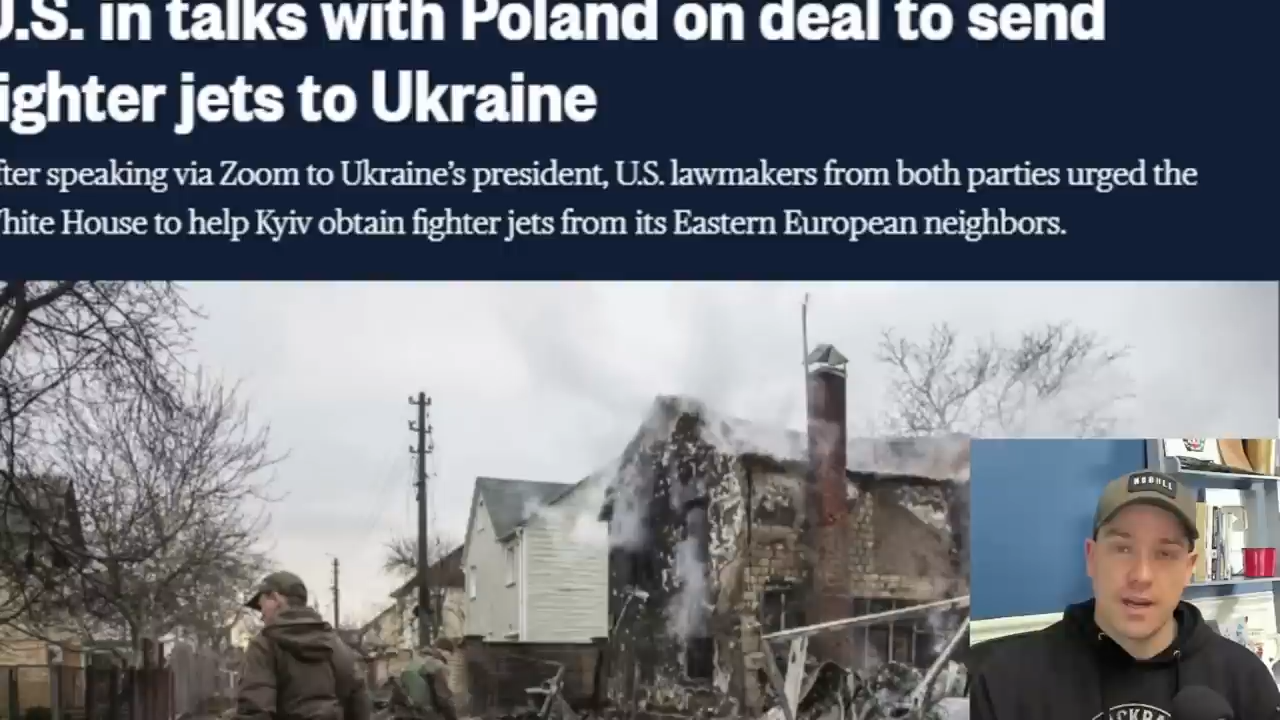 U.S. in talks with Poland on deal to send
ighter jets to Ukraine
fter speaking via Zoom to Ukraine's president, U.S. lawmakers from both parties urged the
hite House to help Kyiv obtain fighter jets from its Eastern European neighbors.
NOBULL